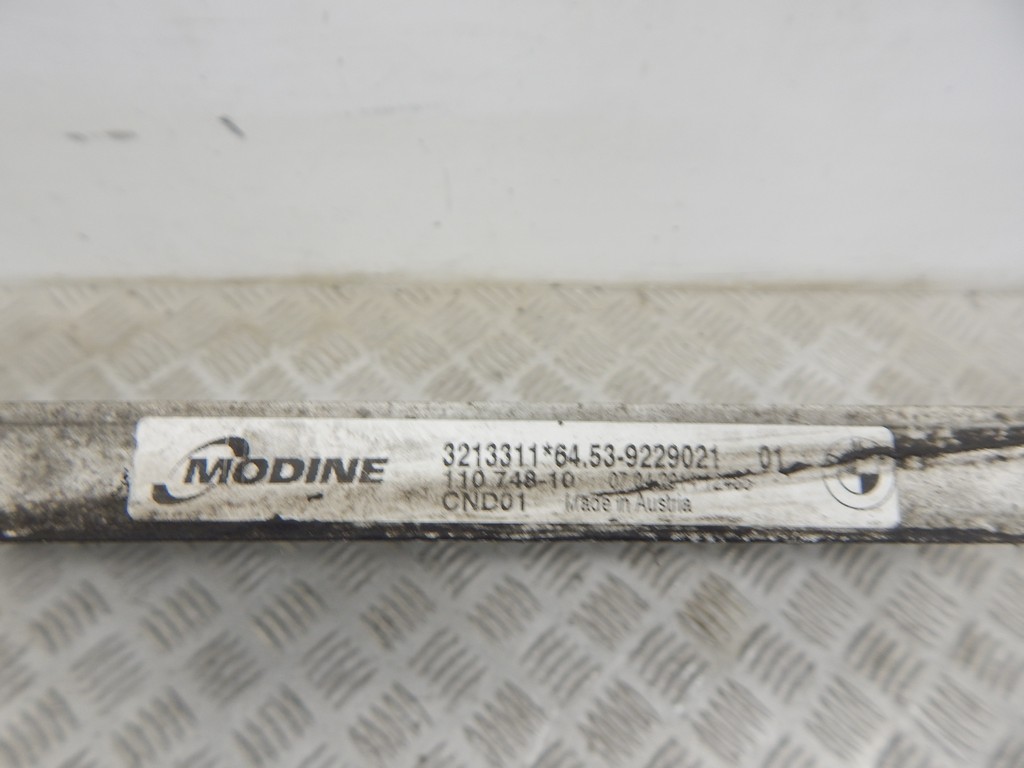 MODINE
3213311*64.53-9229021 01
110 748-10
CND01 Made in Austria